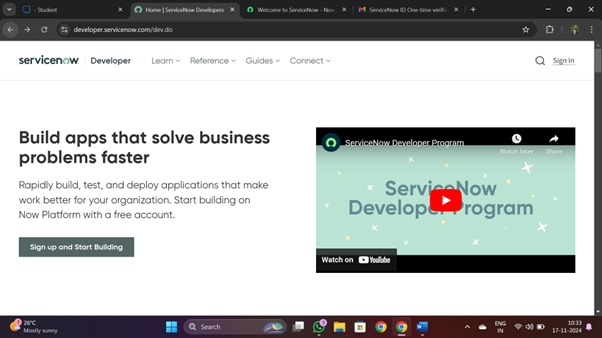 - Student
Home | ServiceNow Developers
Welcome to ServiceNow - Now
ServiceNow ID One-time verific
developer.servicenow.com/dev.do
servicenow Developer Learn Reference Guides Connect Sign In
Build apps that solve business
problems faster
Rapidly build, test, and deploy applications that make
work better for your organization. Start building on
Now Platform with a free account.
Sign up and Start Building
ServiceNow Developer Program
Watch later Share
ServiceNow
Developer Program
Watch on YouTube
26°C
Mostly sunny
Search
ENG
IN
10:33
17-11-2024